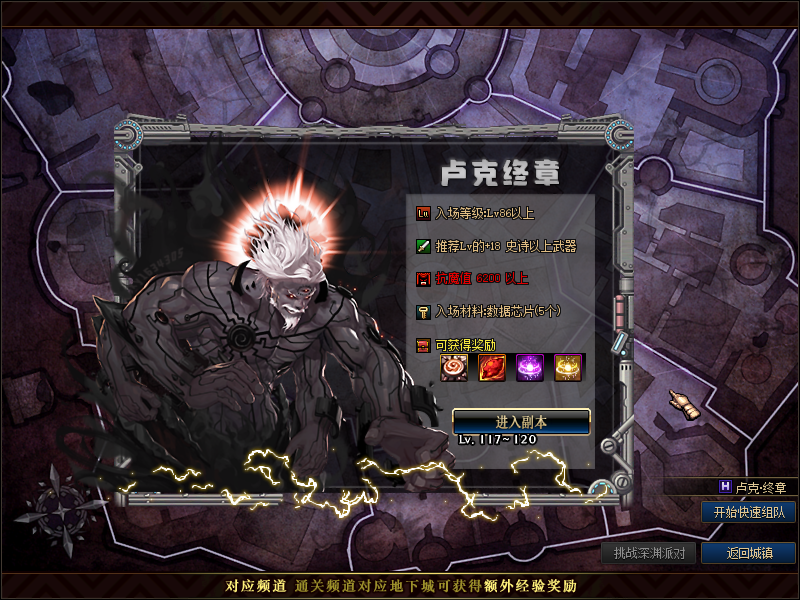 卢克终章
Lv 入场等级:Lv86以上
推荐Lv的+18 史诗以上武器
抗魔值 6200 以上
入场材料:数据芯片(5个)
可获得奖励
进入副本
Lv. 117~120
H 卢克·终章
开始快速组队
挑战深渊派对
返回城镇
对应频道 通关频道对应地下城可获得额外经验奖励